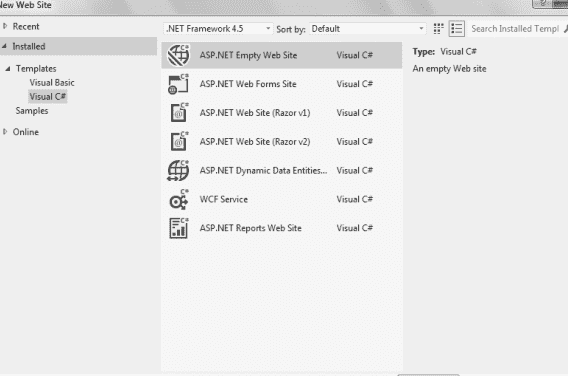 New Web Site
Recent
.NET Framework 4.5 Sort by: Default Search Installed Templ
Installed
Templates
Visual Basic
Visual C#
Samples
Online
ASP.NET Empty Web Site Visual C#
ASP.NET Web Forms Site Visual C#
ASP.NET Web Site (Razor v1) Visual C#
ASP.NET Web Site (Razor v2) Visual C#
ASP.NET Dynamic Data Entities... Visual C#
WCF Service Visual C#
ASP.NET Reports Web Site Visual C#
Type: Visual C#
An empty Web site